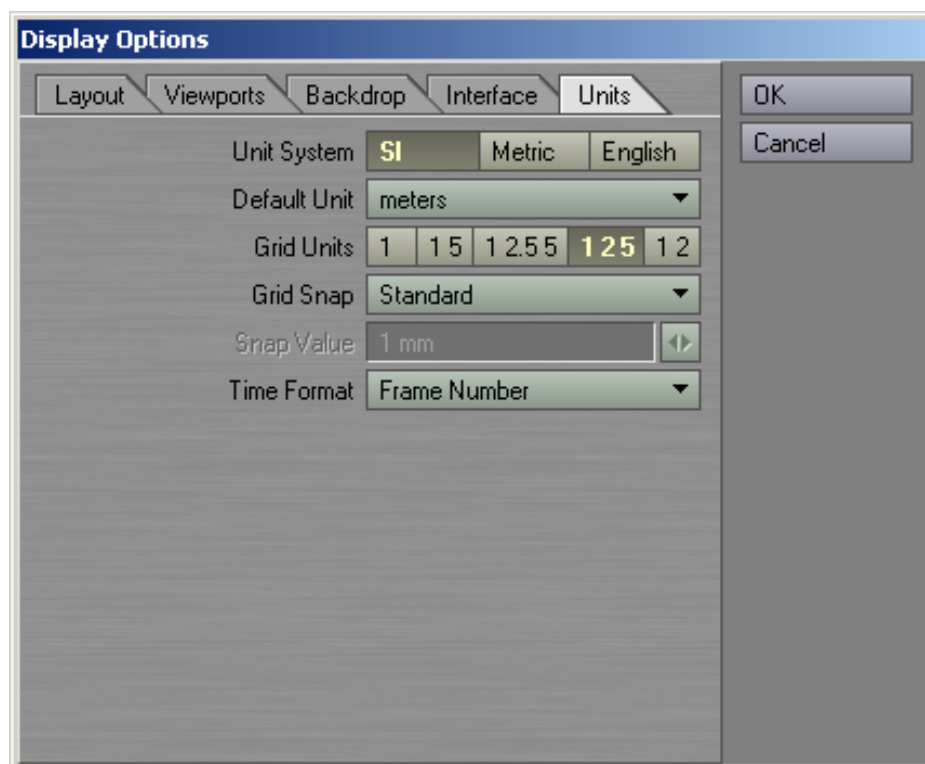 Display Options
Layout Viewports Backdrop Interface Units
OK
Cancel
Unit System SI Metric English
Default Unit meters
Grid Units 1 1 5 1 2.5 5 1 2 5 1 2
Grid Snap Standard
Snap Value 1 mm
Time Format Frame Number